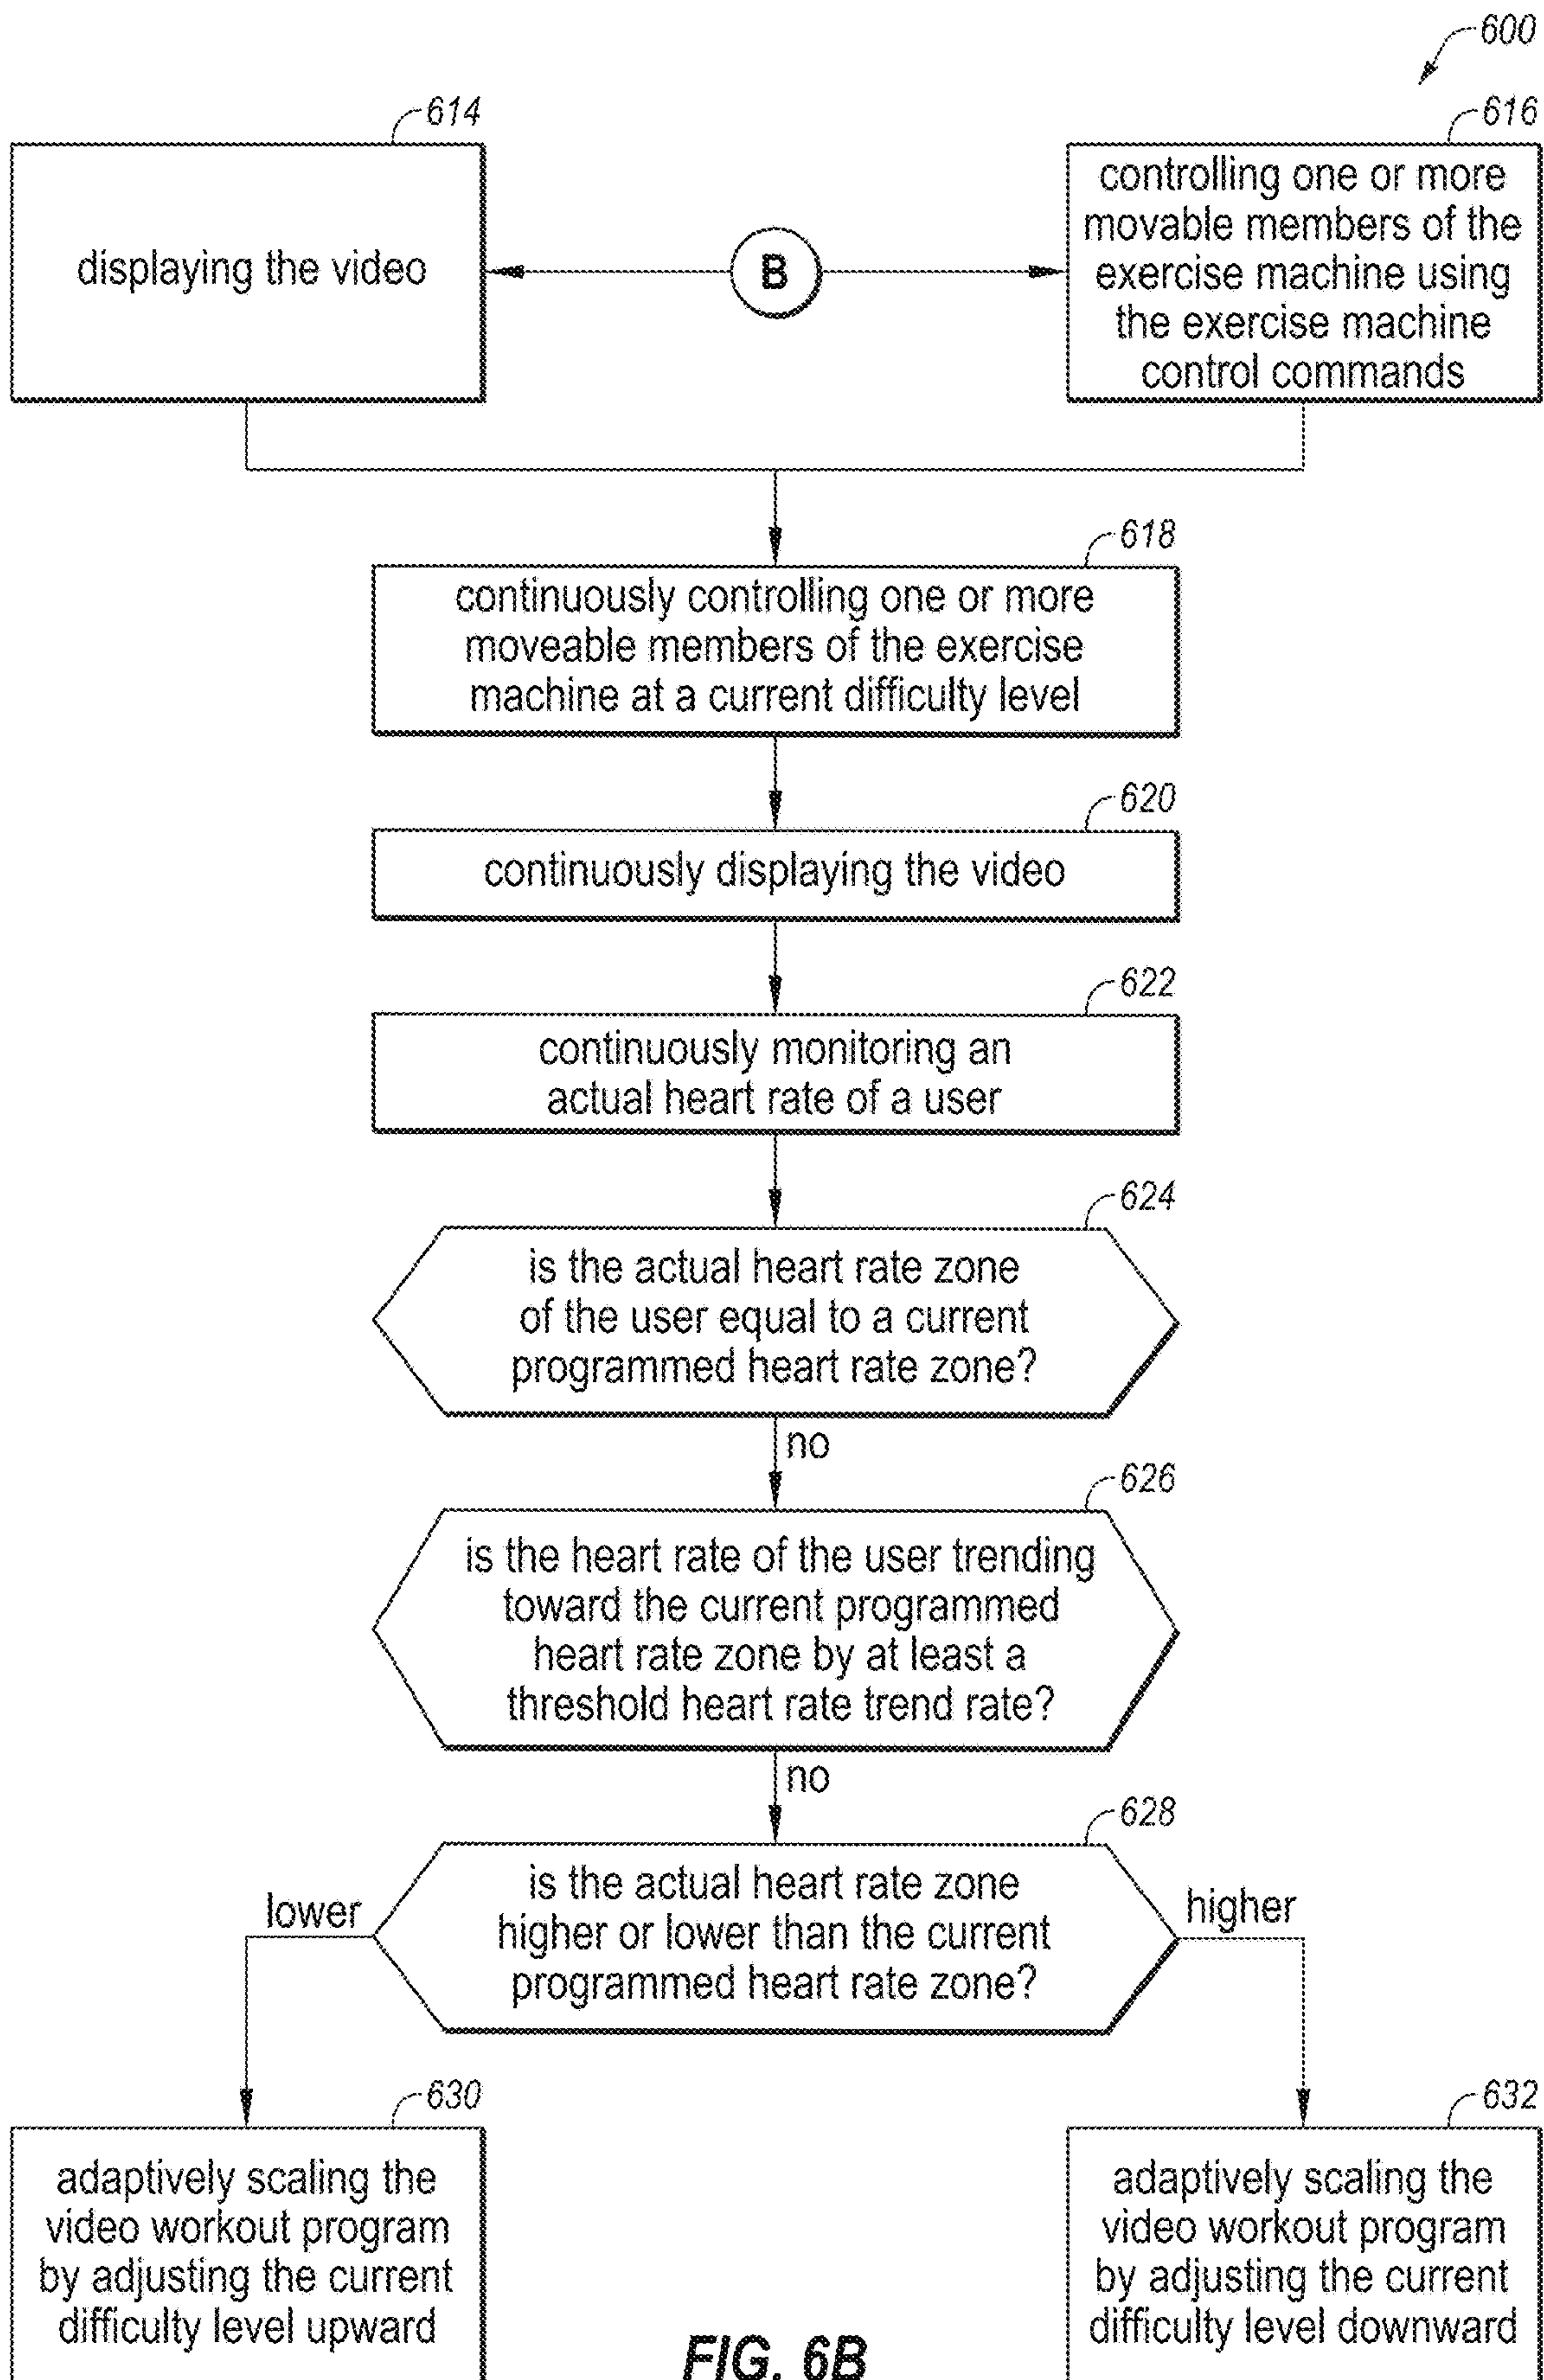 600
614
616
displaying the video
B
controlling one or more
movable members of the
exercise machine using
the exercise machine
control commands
618
continuously controlling one or more
moveable members of the exercise
machine at a current difficulty level
620
continuously displaying the video
622
continuously monitoring an
actual heart rate of a user
624
is the actual heart rate zone
of the user equal to a current
programmed heart rate zone?
no
626
is the heart rate of the user trending
toward the current programmed
heart rate zone by at least a
threshold heart rate trend rate?
no
628
is the actual heart rate zone
higher or lower than the current
programmed heart rate zone?
lower
higher
630
adaptively scaling the
video workout program
by adjusting the current
difficulty level upward
632
adaptively scaling the
video workout program
by adjusting the current
difficulty level downward
FIG. 6B